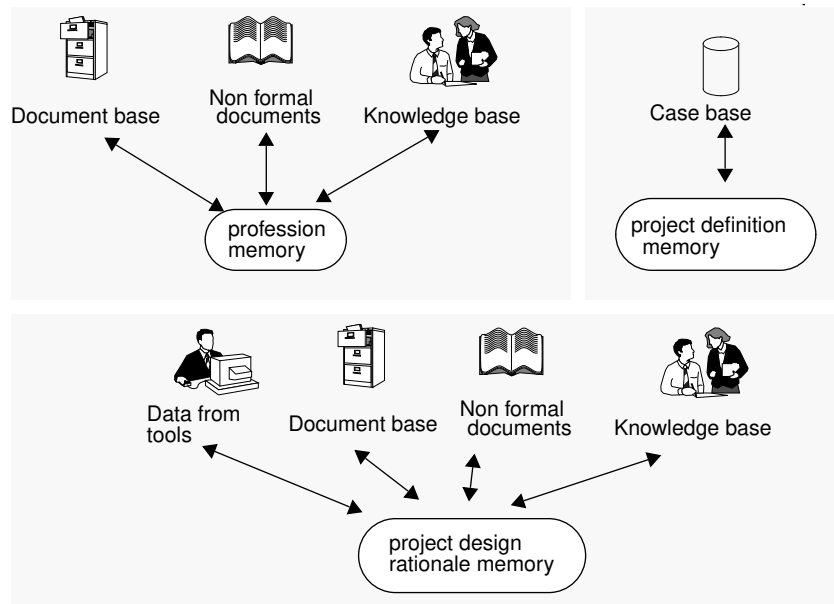 Document base
Non formal
documents
Knowledge base
profession
memory
Case base
project definition
memory
Data from
tools
Document base
Non formal
documents
Knowledge base
project design
rationale memory